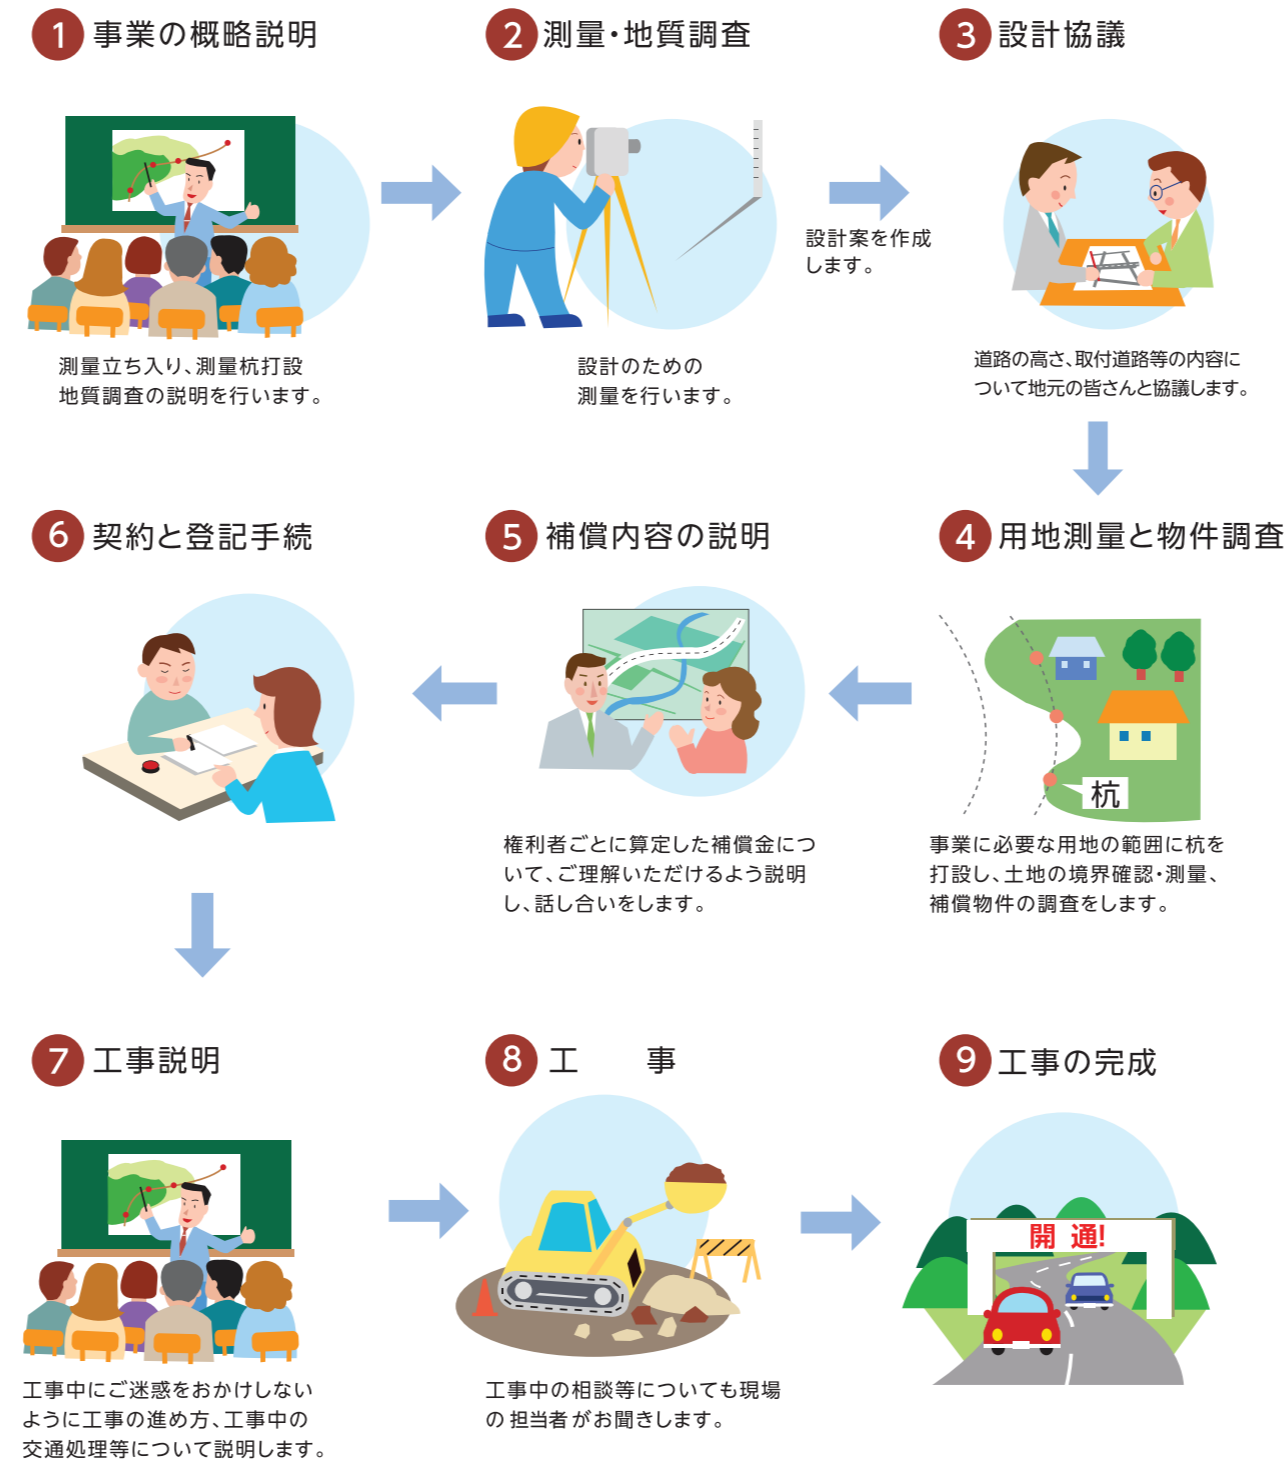 1 事業の概略説明
測量立ち入り、測量杭打設
地質調査の説明を行います。
2 測量・地質調査
設計のための
測量を行います。
設計案を作成
します。
3 設計協議
道路の高さ、取付道路等の内容に
ついて地元の皆さんと協議します。
4 用地測量と物件調査
杭
事業に必要な用地の範囲に杭を
打設し、土地の境界確認・測量、
補償物件の調査をします。
5 補償内容の説明
権利者ごとに算定した補償金につ
いて、ご理解いただけるよう説明
し、話し合いをします。
6 契約と登記手続
7 工事説明
工事中にご迷惑をおかけしない
ように工事の進め方、工事中の
交通処理等について説明します。
8 工　　事
工事中の相談等についても現場
の担当者がお聞きします。
9 工事の完成
開 通!